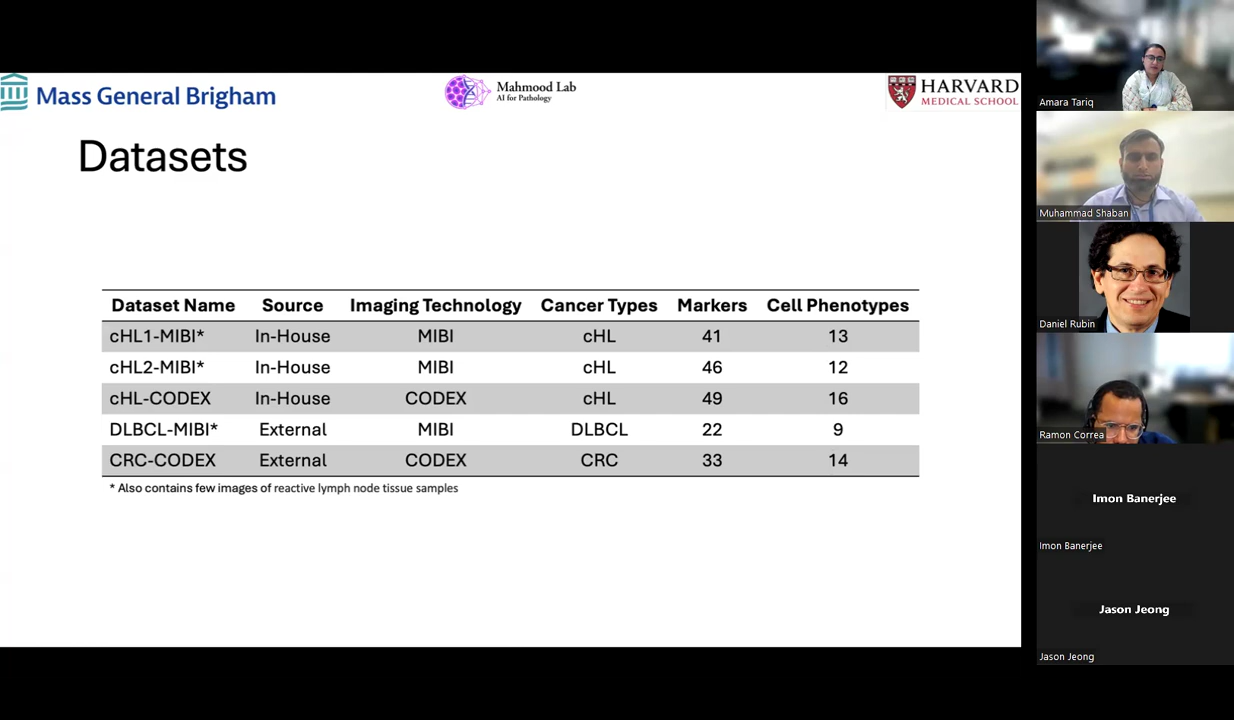 Mass General Brigham
Mahmood Lab
AI for Pathology
HARVARD
MEDICAL SCHOOL
Datasets
Dataset Name Source Imaging Technology Cancer Types Markers Cell Phenotypes
cHL1-MIBI* In-House MIBI cHL 41 13
cHL2-MIBI* In-House MIBI cHL 46 12
cHL-CODEX In-House CODEX cHL 49 16
DLBCL-MIBI* External MIBI DLBCL 22 9
CRC-CODEX External CODEX CRC 33 14
* Also contains few images of reactive lymph node tissue samples
Amara Tariq
Muhammad Shaban
Daniel Rubin
Ramon Correa
Imon Banerjee
Imon Banerjee
Jason Jeong
Jason Jeong